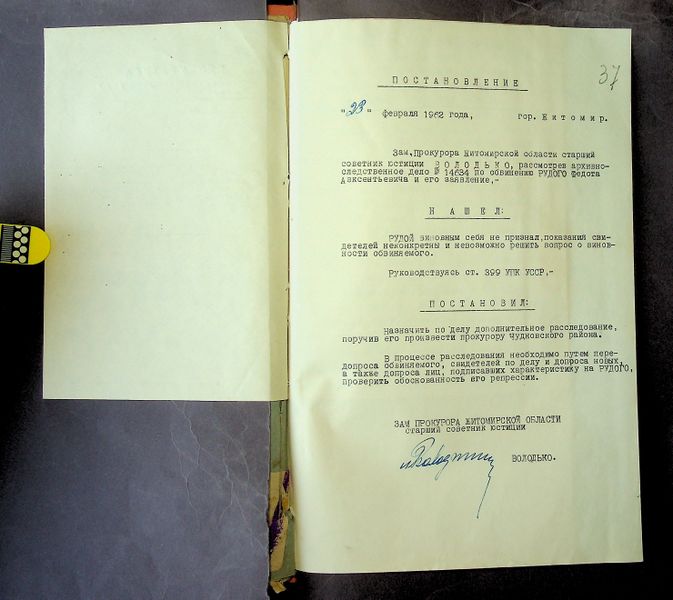 37
ПОСТАНОВЛЕНИЕ
"23" февраля 1962 года, гор. Житомир.
Зам.Прокурора Житомирской области старший
советник юстиции ВОЛОДЬКО, рассмотрев архивно-
следственное дело № 14634 по обвинению РУДОГО Федота
Авксентьевича и его заявление,-
НАШЕЛ:
РУДОЙ виновным себя не признал,показания сви-
детелей неконкретны и невозможно решить вопрос о винов-
ности обвиняемого.
Руководствуясь ст. 399 УПК УССР,-
ПОСТАНОВИЛ:
Назначить по делу дополнительное расследование,
поручив его произвести прокурору Чудновского района.
В процессе расследования необходимо путем пере-
допроса обвиняемого, свидетелей по делу и допроса новых,
а также допроса лиц, подписавших характеристику на РУДОГО,
проверить обоснованность его репрессии.
ЗАМ ПРОКУРОРА ЖИТОМИРСКОЙ ОБЛАСТИ
старший советник юстиции
ВОЛОДЬКО.